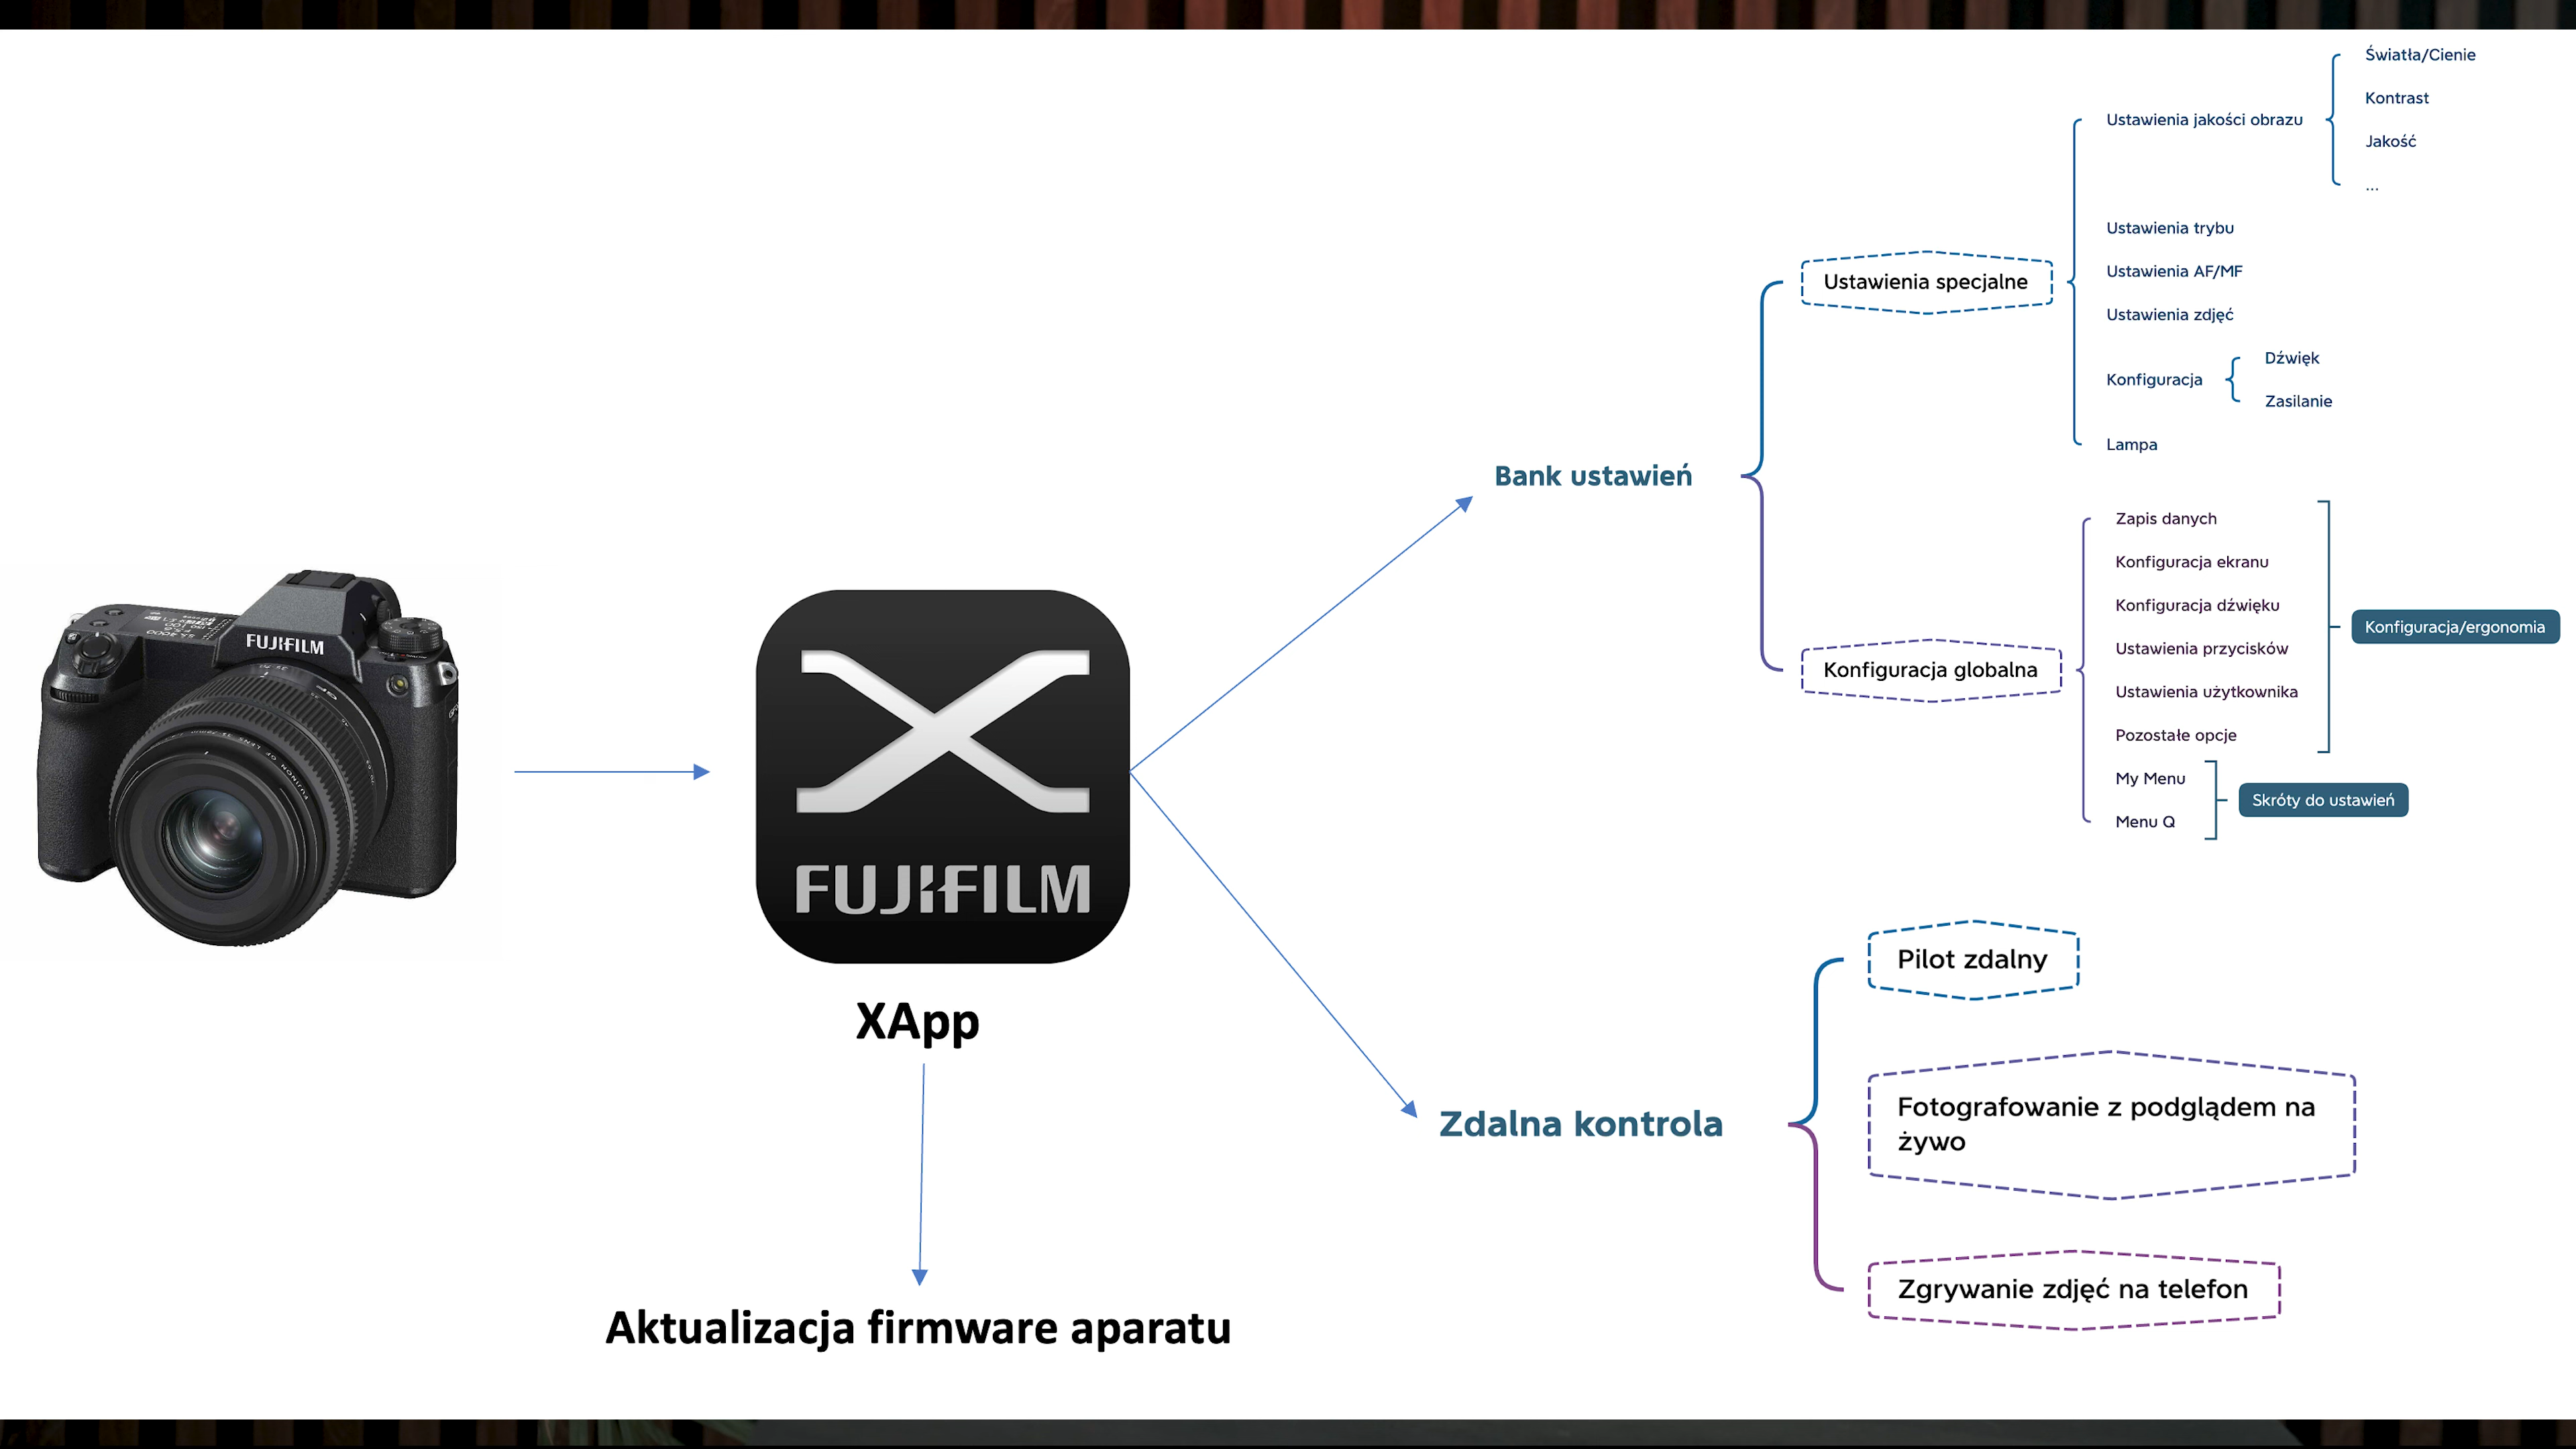 FUJIFILM
FUJIFILM
XApp
Aktualizacja firmware aparatu
Bank ustawień
Ustawienia specjalne
Ustawienia jakości obrazu
Światła/Cienie
Kontrast
Jakość
...
Ustawienia trybu
Ustawienia AF/MF
Ustawienia zdjęć
Konfiguracja
Dźwięk
Zasilanie
Lampa
Konfiguracja globalna
Zapis danych
Konfiguracja ekranu
Konfiguracja dźwięku
Ustawienia przycisków
Ustawienia użytkownika
Pozostałe opcje
Konfiguracja/ergonomia
My Menu
Menu Q
Skróty do ustawień
Zdalna kontrola
Pilot zdalny
Fotografowanie z podglądem na
żywo
Zgrywanie zdjęć na telefon